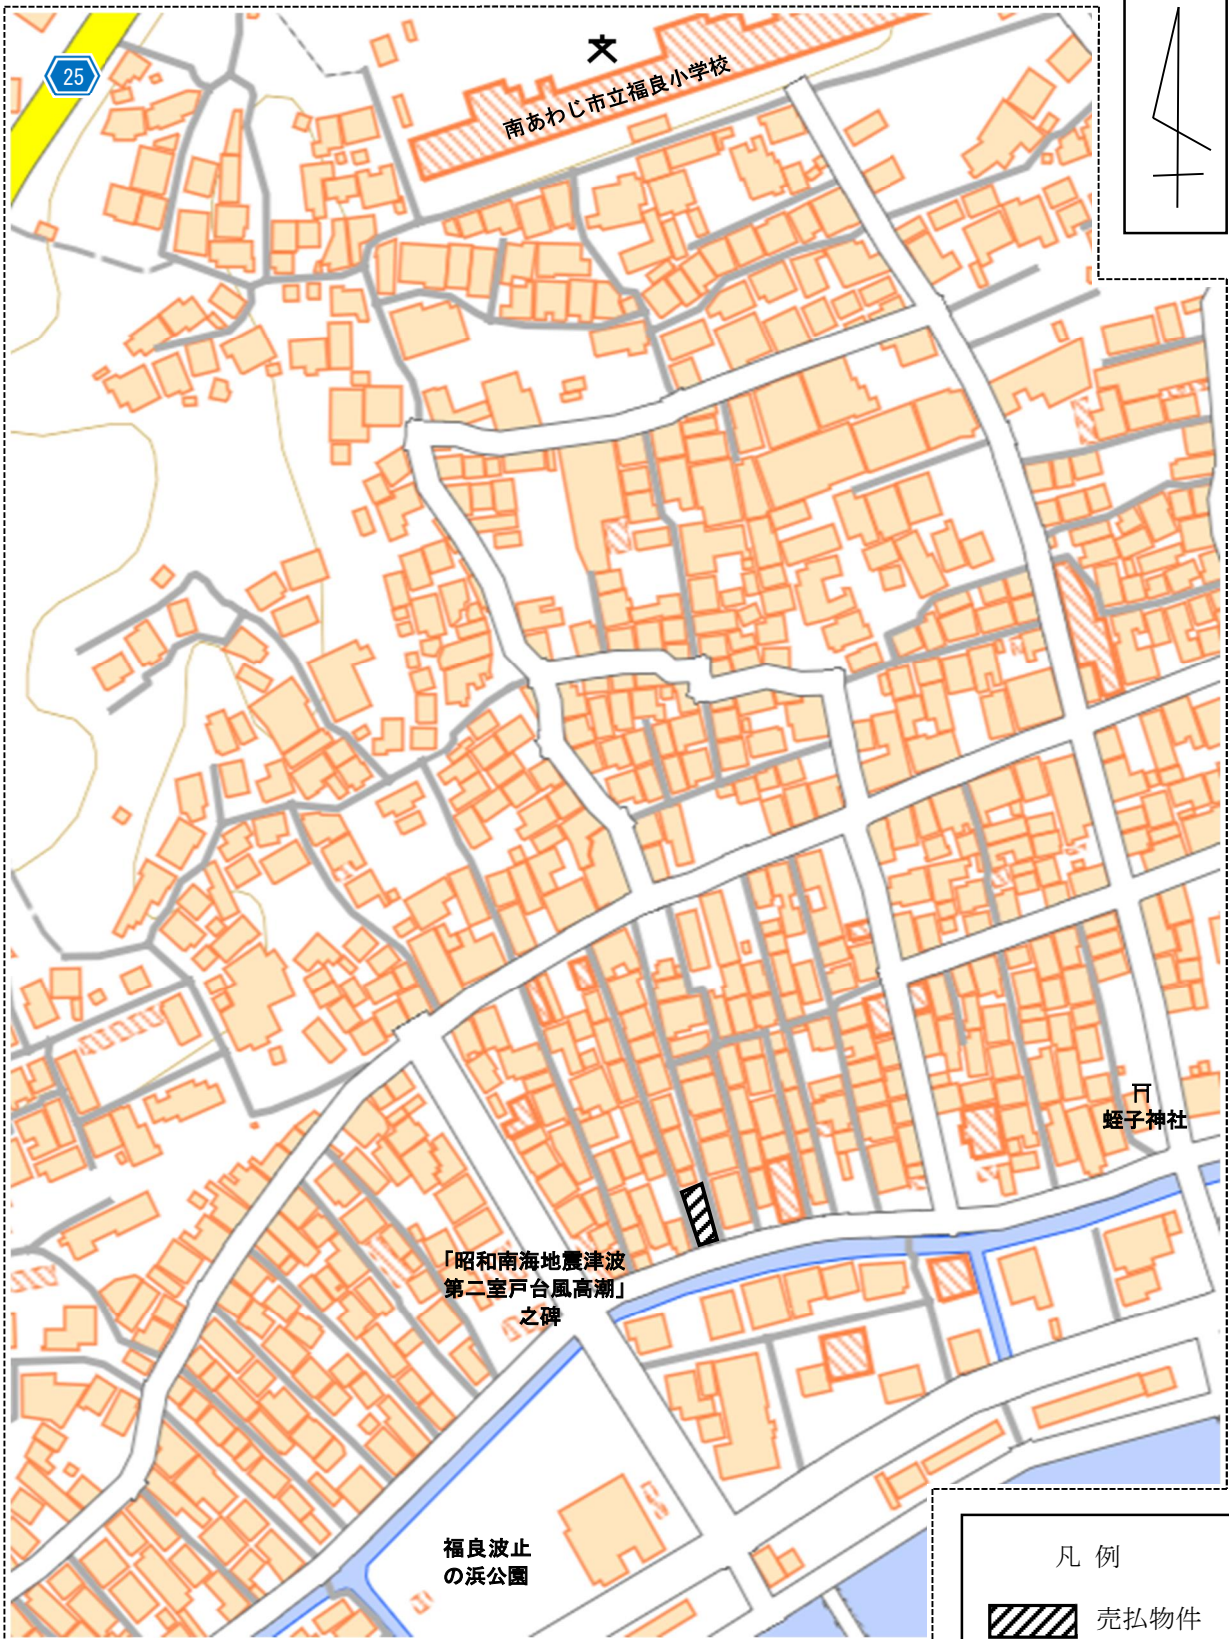 25
南あわじ市立福良小学校
蛭子神社
「昭和南海地震津波
第二室戸台風高潮」
之碑
福良波止
の浜公園
凡 例
売払物件